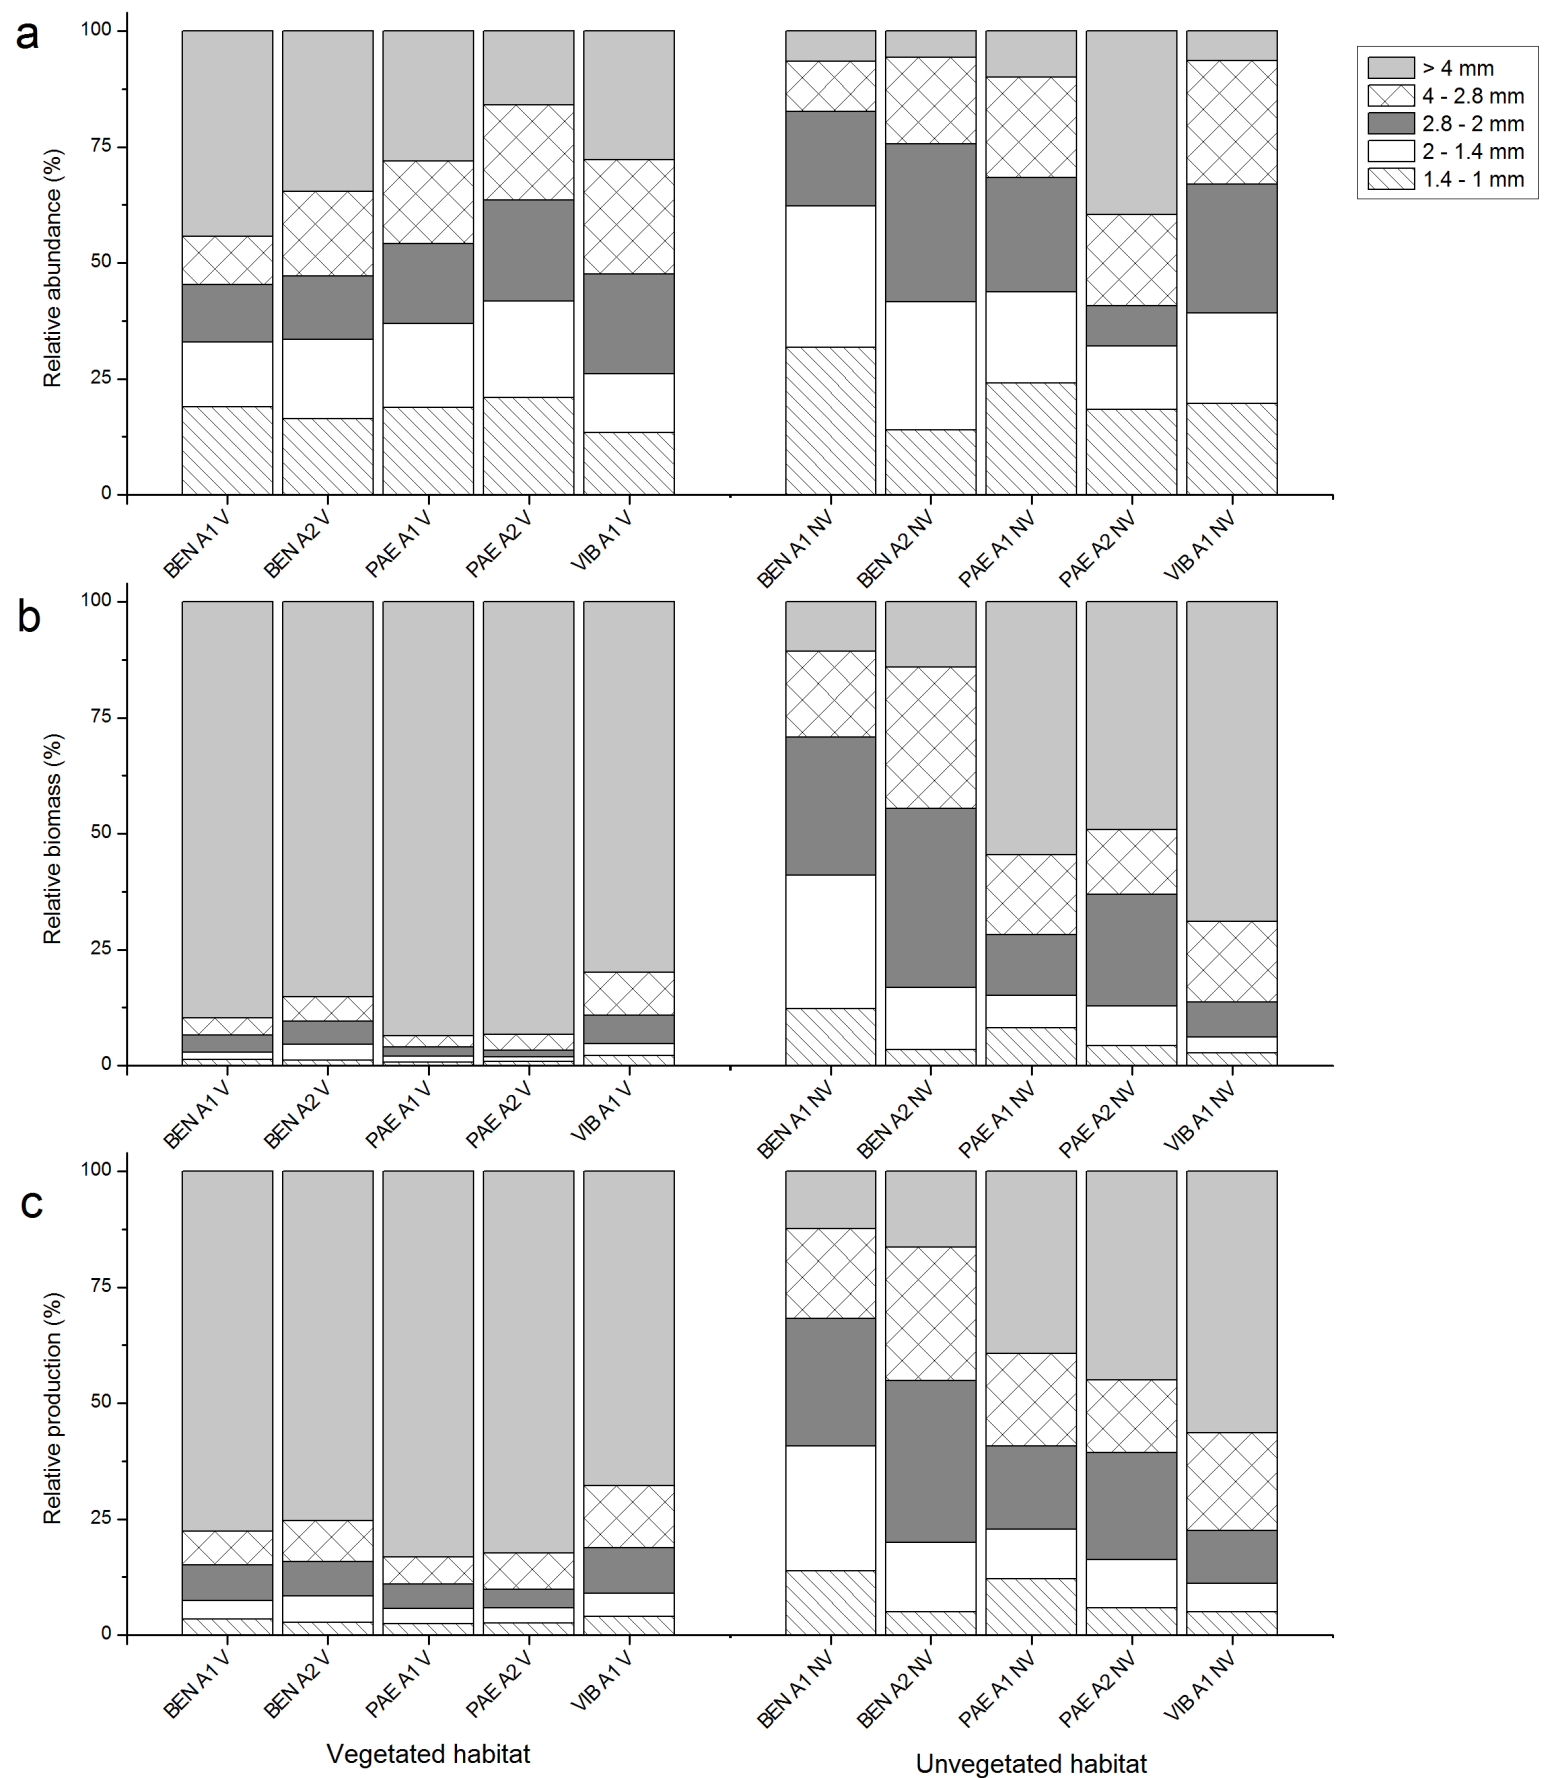 a
Relative abundance (%)
100
75
50
25
0
BEN A1 V
BEN A2 V
PAE A1 V
PAE A2 V
VIB A1 V
BEN A1 NV
BEN A2 NV
PAE A1 NV
PAE A2 NV
VIB A1 NV
> 4 mm
4 - 2.8 mm
2.8 - 2 mm
2 - 1.4 mm
1.4 - 1 mm
b
Relative biomass (%)
100
75
50
25
0
BEN A1 V
BEN A2 V
PAE A1 V
PAE A2 V
VIB A1 V
BEN A1 NV
BEN A2 NV
PAE A1 NV
PAE A2 NV
VIB A1 NV
c
Relative production (%)
100
75
50
25
0
BEN A1 V
BEN A2 V
PAE A1 V
PAE A2 V
VIB A1 V
BEN A1 NV
BEN A2 NV
PAE A1 NV
PAE A2 NV
VIB A1 NV
Vegetated habitat
Unvegetated habitat